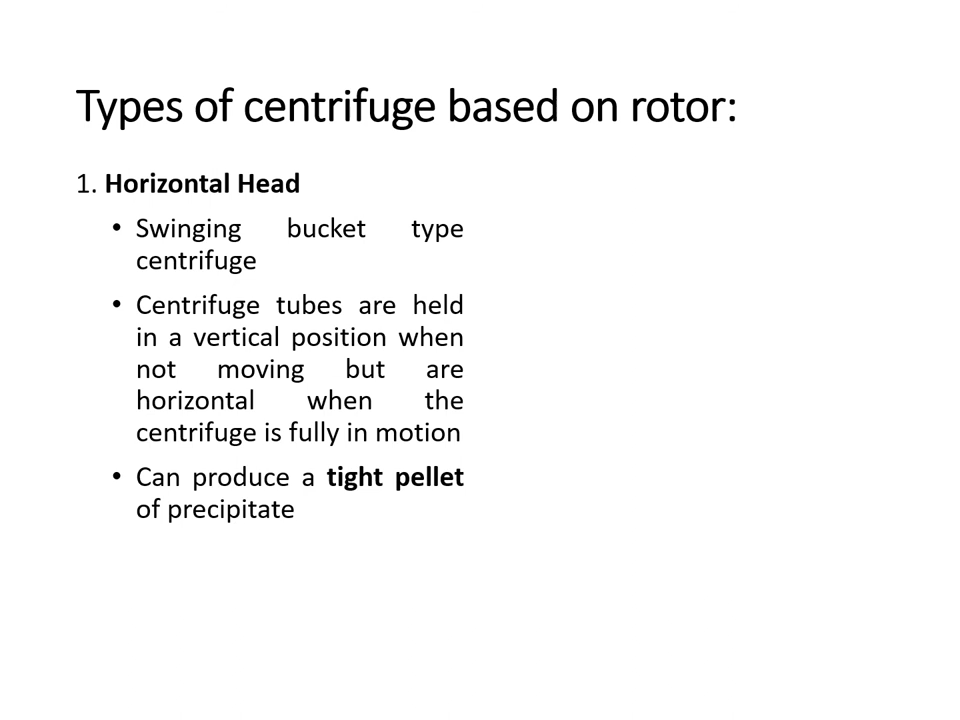 Types of centrifuge based on rotor:
1. Horizontal Head
• Swinging bucket type
centrifuge
• Centrifuge tubes are held
in a vertical position when
not moving but are
horizontal when the
centrifuge is fully in motion
• Can produce a tight pellet
of precipitate